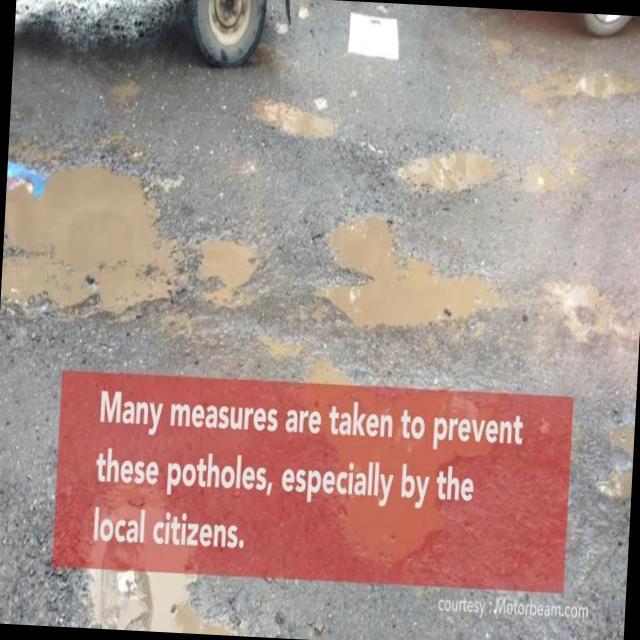 Many measures are taken to prevent
these potholes, especially by the
local citizens.
courtesy : Motorbeam.com